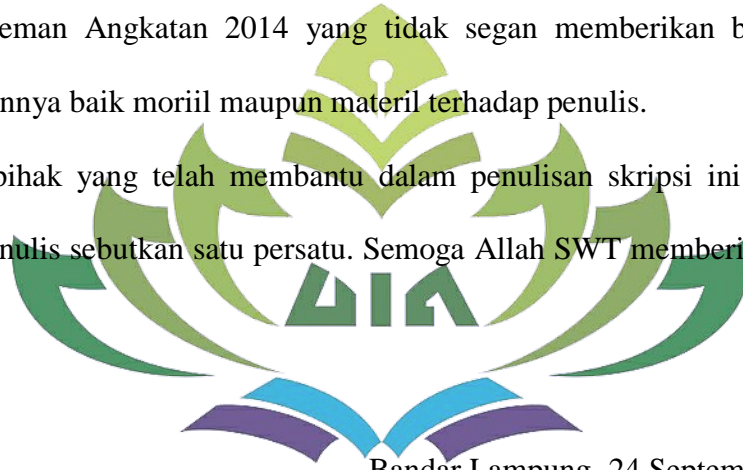 eman Angkatan 2014 yang tidak segan memberikan b
nnya baik moriil maupun materil terhadap penulis.
pihak yang telah membantu dalam penulisan skripsi ini
nulis sebutkan satu persatu. Semoga Allah SWT memberi
UIN
Bandar Lampung, 24 Septem